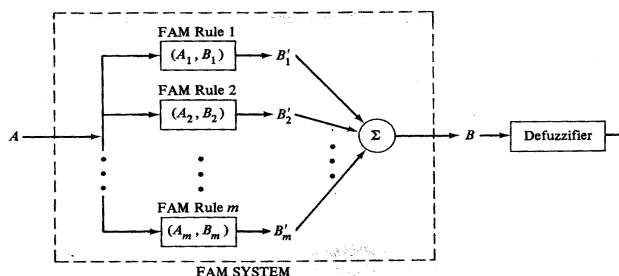 FAM Rule 1
(A₁, B₁)
B′₁
FAM Rule 2
(A₂, B₂)
B′₂
A
Σ
B
Defuzzifier
FAM Rule m
(Aₘ, Bₘ)
B′ₘ
FAM SYSTEM